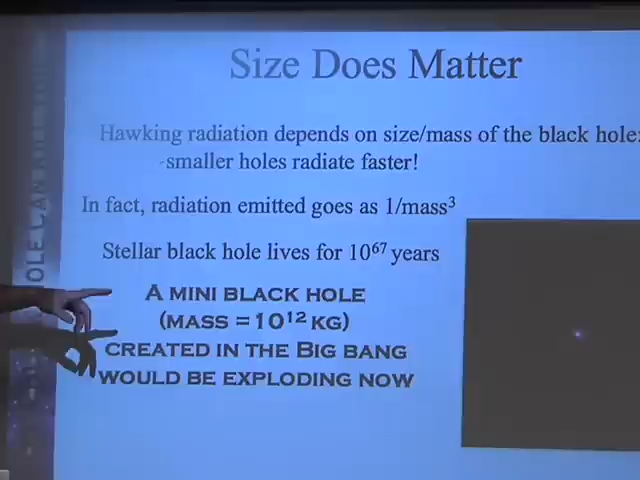 Size Does Matter
Hawking radiation depends on size/mass of the black hole:
-smaller holes radiate faster!
In fact, radiation emitted goes as 1/mass³
Stellar black hole lives for 10⁶⁷ years
A MINI BLACK HOLE
(MASS = 10¹² KG)
CREATED IN THE BIG BANG
WOULD BE EXPLODING NOW